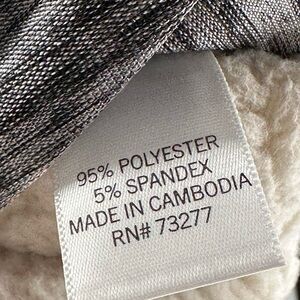 95% POLYESTER
5% SPANDEX
MADE IN CAMBODIA
RN# 73277